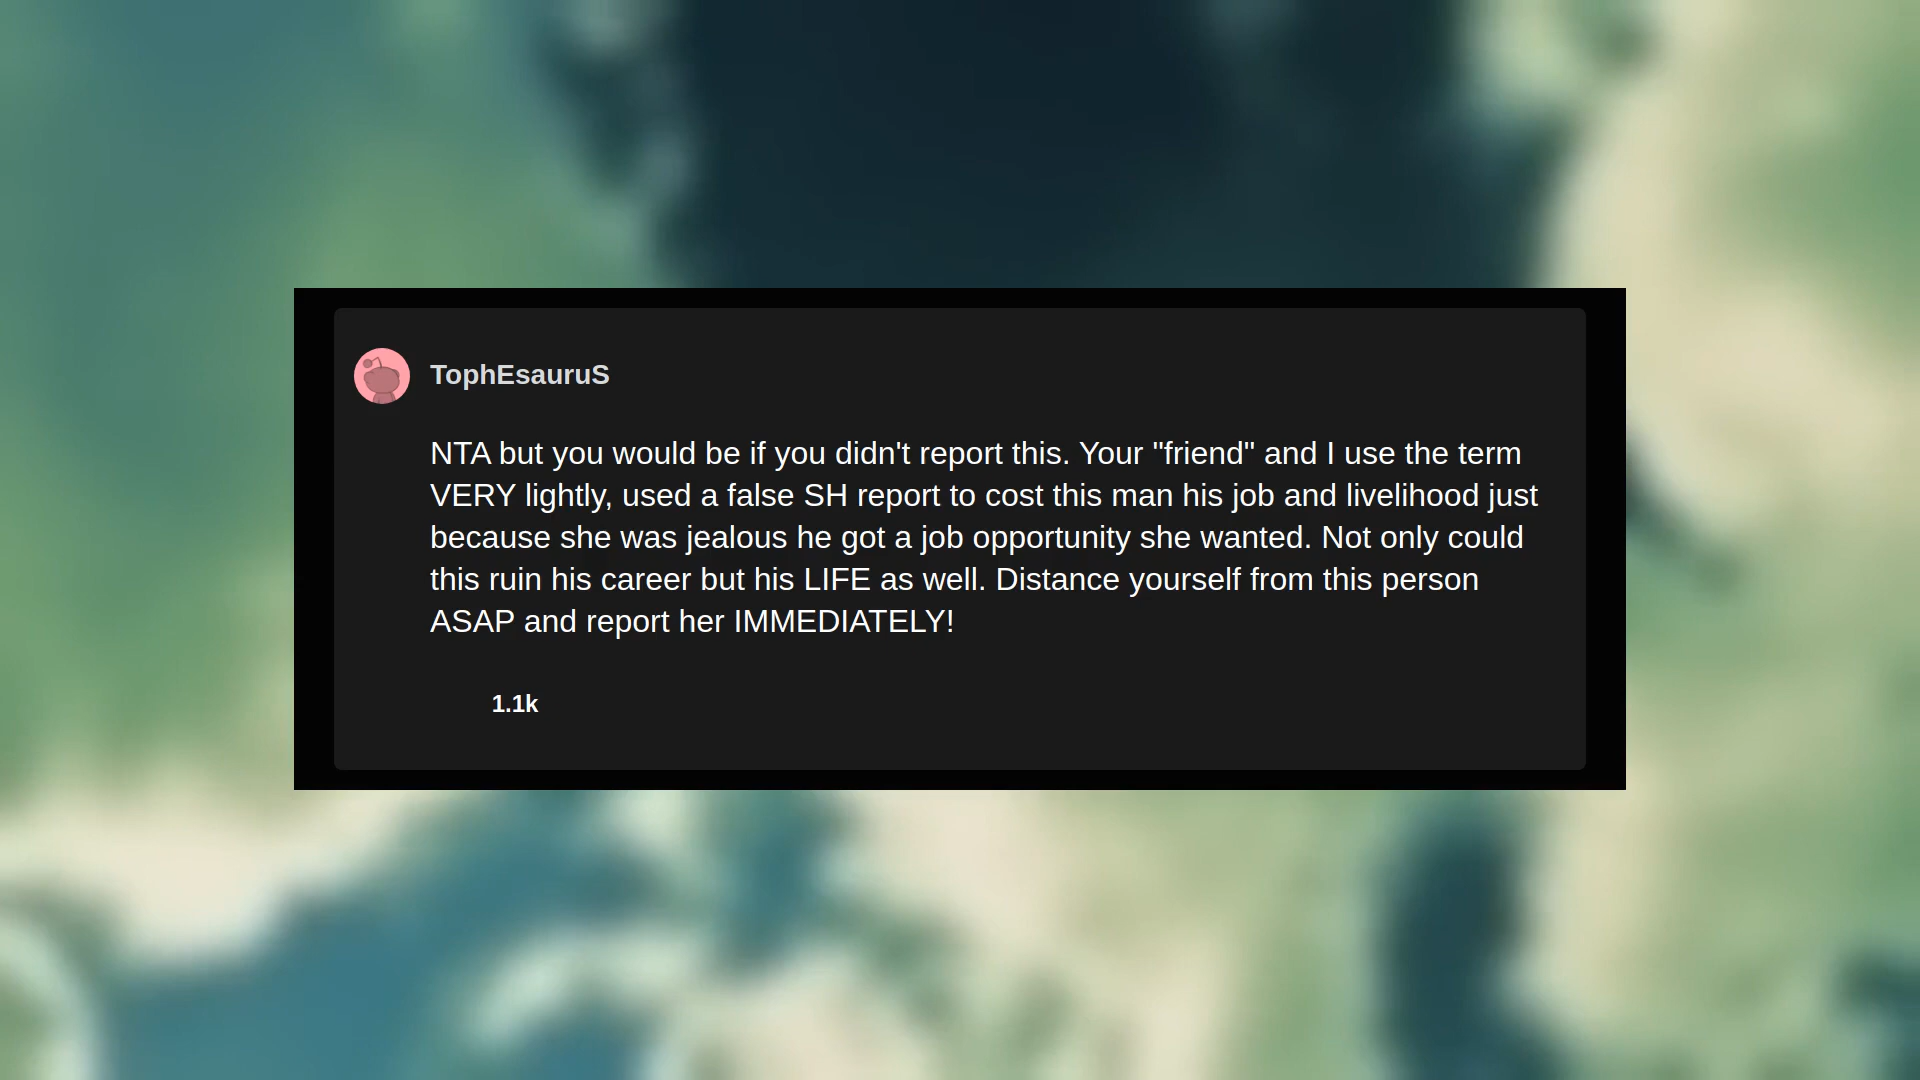 TophEsauruS
NTA but you would be if you didn't report this. Your "friend" and I use the term
VERY lightly, used a false SH report to cost this man his job and livelihood just
because she was jealous he got a job opportunity she wanted. Not only could
this ruin his career but his LIFE as well. Distance yourself from this person
ASAP and report her IMMEDIATELY!
1.1k